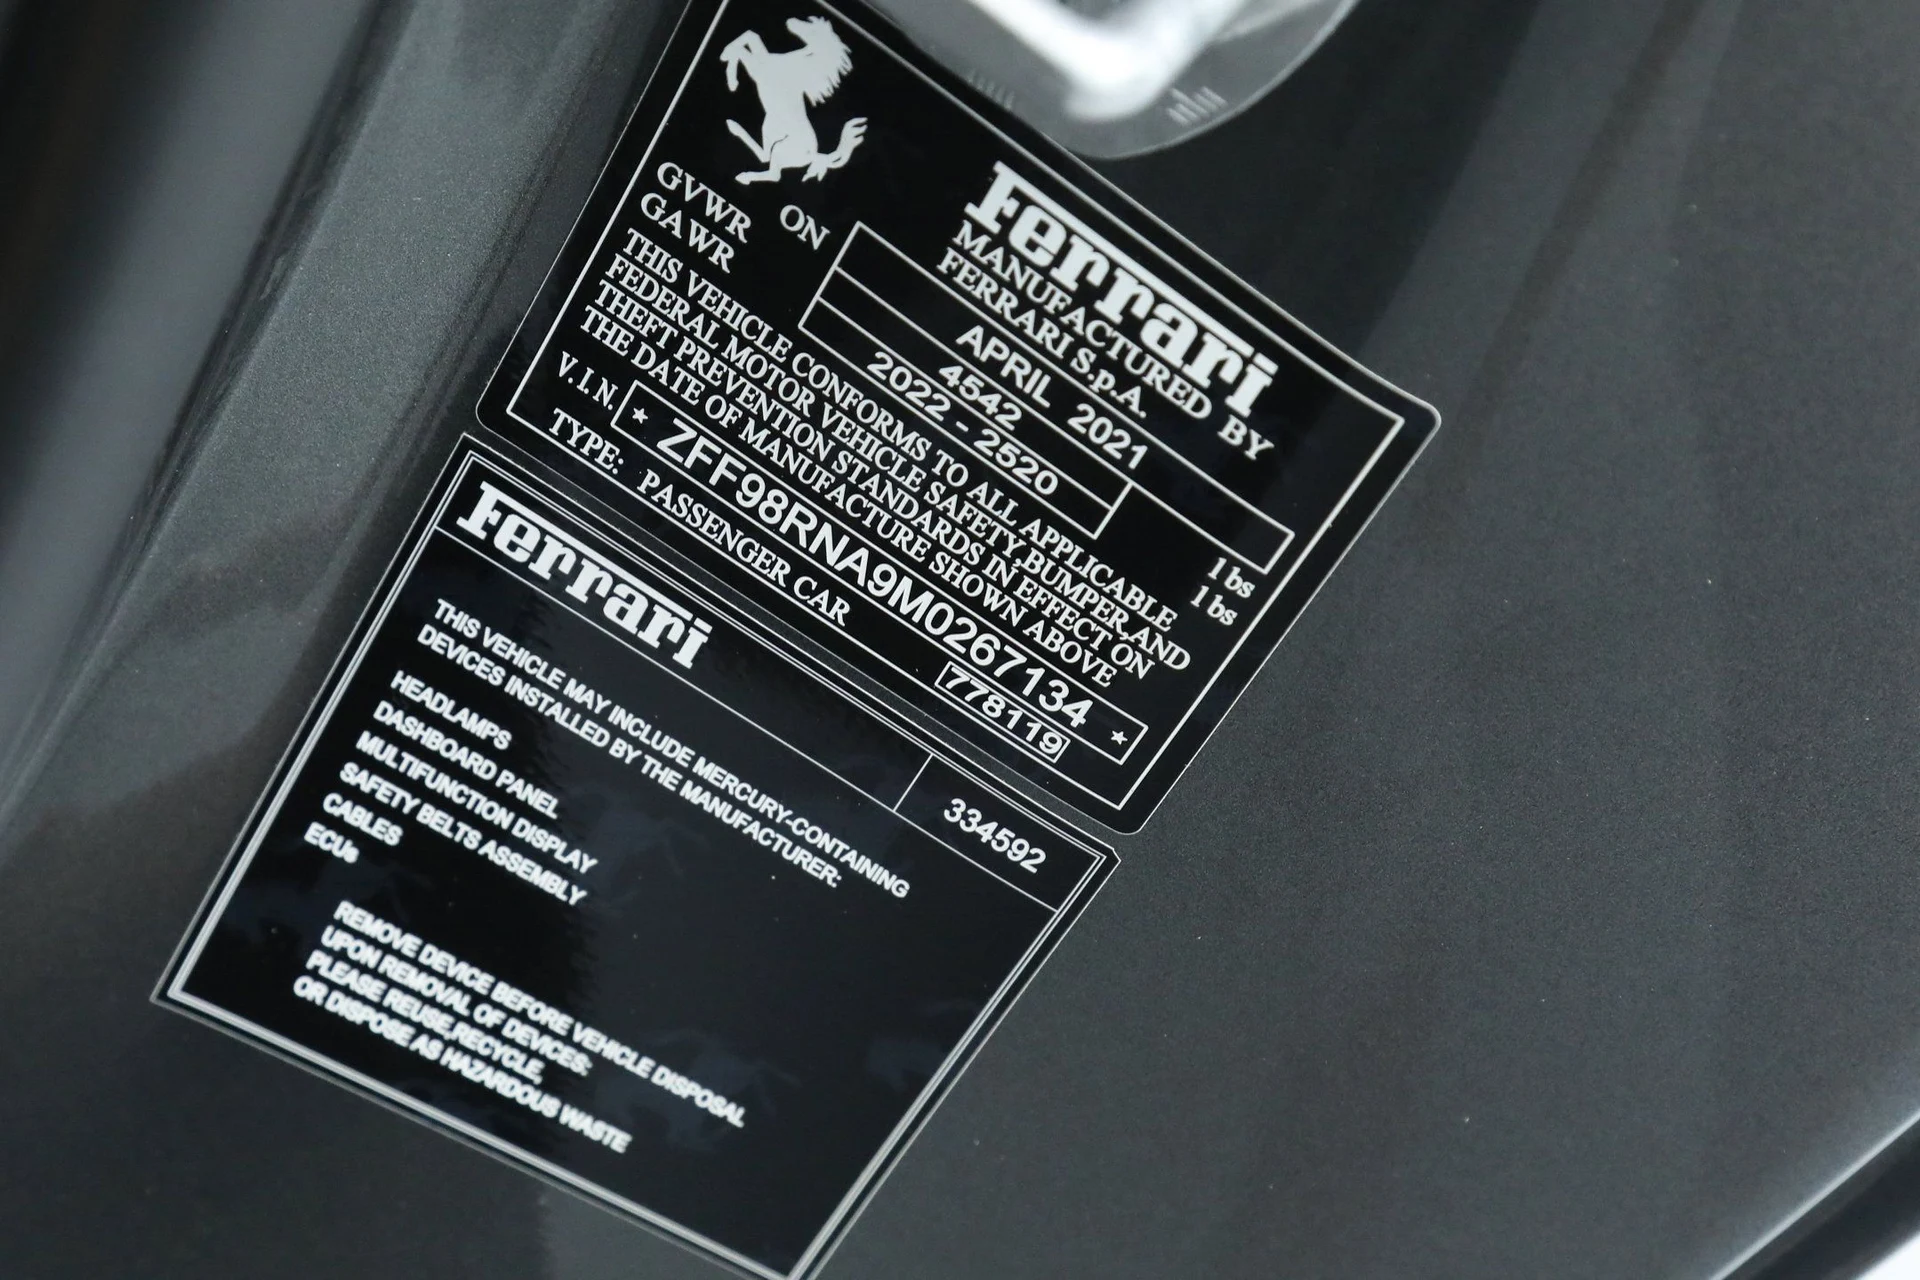 Ferrari
MANUFACTURED BY
FERRARI S.p.A.
ON APRIL 2021
GVWR 4542 lbs
GAWR 2022 - 2520 lbs
THIS VEHICLE CONFORMS TO ALL APPLICABLE
FEDERAL MOTOR VEHICLE SAFETY,BUMPER,AND
THEFT PREVENTION STANDARDS IN EFFECT ON
THE DATE OF MANUFACTURE SHOWN ABOVE
V.I.N. * ZFF98RNA9M0267134 *
TYPE: PASSENGER CAR 778119
Ferrari 334592
THIS VEHICLE MAY INCLUDE MERCURY-CONTAINING
DEVICES INSTALLED BY THE MANUFACTURER:
HEADLAMPS
DASHBOARD PANEL
MULTIFUNCTION DISPLAY
SAFETY BELTS ASSEMBLY
CABLES
ECUs
REMOVE DEVICE BEFORE VEHICLE DISPOSAL
UPON REMOVAL OF DEVICES:
PLEASE REUSE,RECYCLE,
OR DISPOSE AS HAZARDOUS WASTE